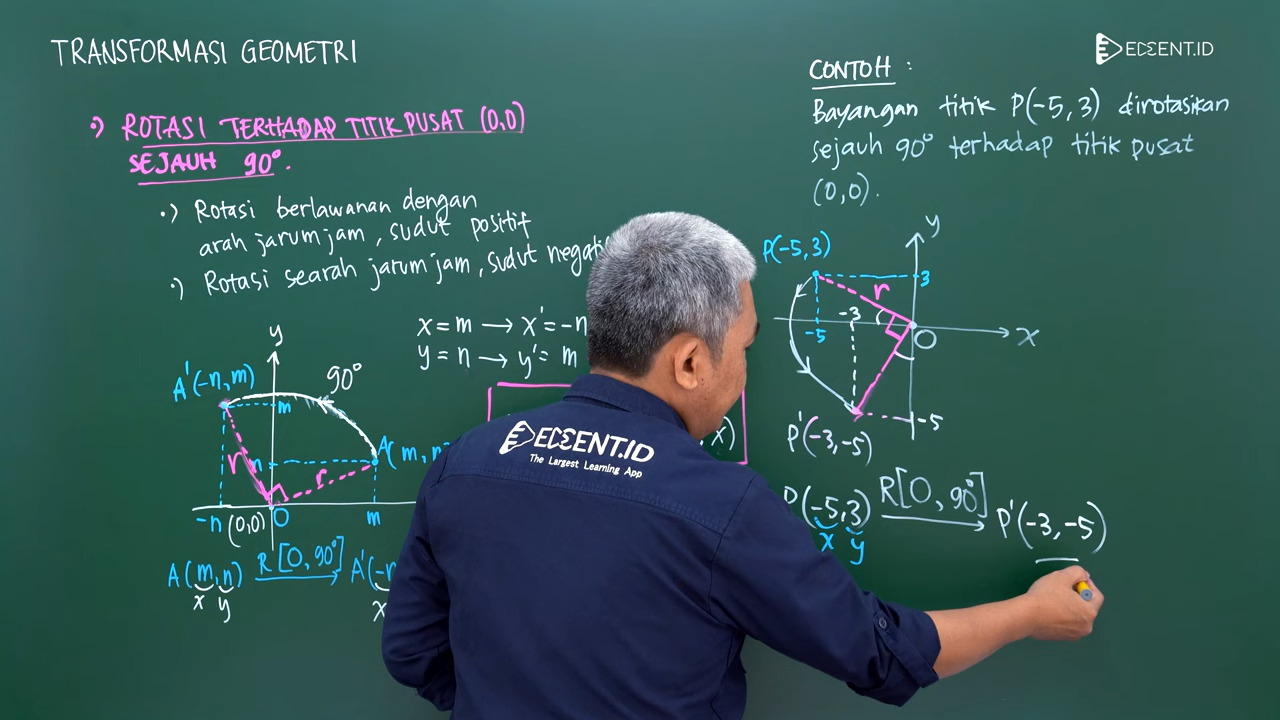 TRANSFORMASI GEOMETRI
•) ROTASI TERHADAP TITIK PUSAT (0,0)
SEJAUH 90°.
•) Rotasi berlawanan dengan
arah jarum jam, sudut positif
•) Rotasi searah jarum jam, sudut
x = m → x' = -n
y = n → y' = m
, x)
y
A'(-n, m)
90°
m
n
A(m, n
r
r
-n
(0,0)
O
m
A(m, n)
R[O, 90°]
A'(-n
x
y
x
EDEENT.ID
The Largest Learning App
EDEENT.ID
CONTOH :
Bayangan titik P(-5, 3) dirotasikan
sejauh 90° terhadap titik pusat
(0,0).
y
P(-5,3)
3
r
-3
-5
O
x
-5
P'(-3,-5)
P(-5,3)
R[O, 90°]
P'(-3, -5)
x
y